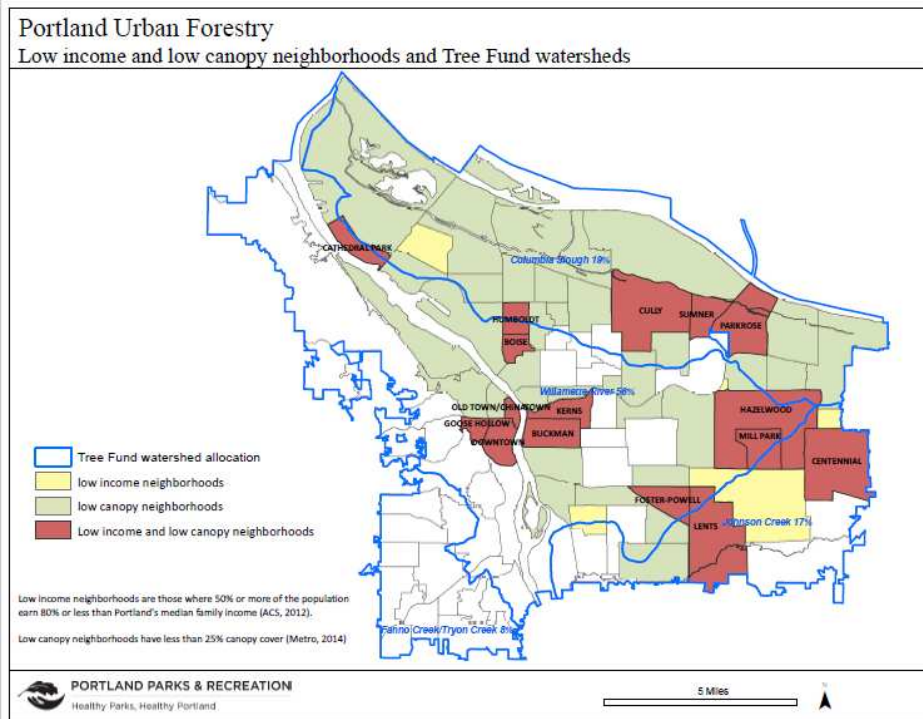 Portland Urban Forestry
Low income and low canopy neighborhoods and Tree Fund watersheds
CATHEDRAL PARK
Columbia Slough 19%
HUMBOLDT
BOISE
CULLY
SUMNER
PARKROSE
Willamette River 56%
OLD TOWN/CHINATOWN
KERNS
GOOSE HOLLOW
BUCKMAN
DOWNTOWN
HAZELWOOD
MILL PARK
CENTENNIAL
FOSTER-POWELL
LENTS
Johnson Creek 17%
Tree Fund watershed allocation
low income neighborhoods
low canopy neighborhoods
Low income and low canopy neighborhoods
Low income neighborhoods are those where 50% or more of the population
earn 80% or less than Portland's median family income (ACS, 2012).
Low canopy neighborhoods have less than 25% canopy cover (Metro, 2014)
Fanno Creek/Tryon Creek 8%
PORTLAND PARKS & RECREATION
Healthy Parks, Healthy Portland
5 Miles